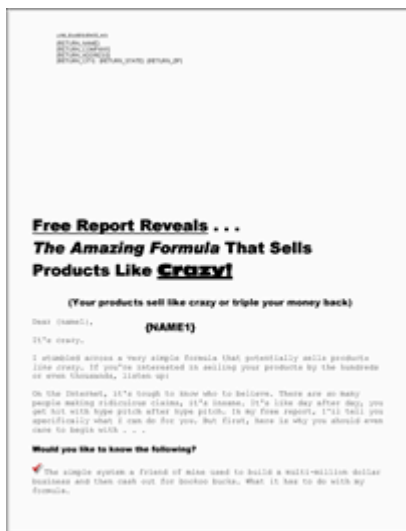 {RETURN_NAME}
{RETURN_COMPANY}
{RETURN_ADDRESS}
{RETURN_CITY} {RETURN_STATE} {RETURN_ZIP}
Free Report Reveals . . .
The Amazing Formula That Sells
Products Like Crazy!
(Your products sell like crazy or triple your money back)
Dear {name1},
{NAME1}
It's crazy.
I stumbled across a very simple formula that potentially sells products
like crazy. If you're interested in selling your products by the hundreds
or even thousands, listen up:
On the Internet, it's tough to know who to believe. There are so many
people making ridiculous claims, it's insane. It's like day after day, you
get hit with hype pitch after hype pitch. In my free report, I'll tell you
specifically what I can do for you. But first, here is why you should even
care to begin with . . .
Would you like to know the following?
The simple system a friend of mine used to build a multi-million dollar
business and then cash out for bookoo bucks. What it has to do with my
formula.